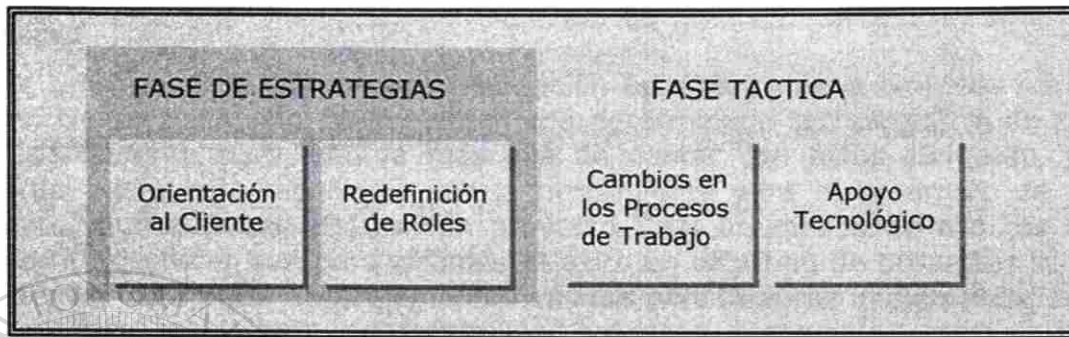 FASE DE ESTRATEGIAS
FASE TACTICA
Orientación
al Cliente
Redefinición
de Roles
Cambios en
los Procesos
de Trabajo
Apoyo
Tecnológico